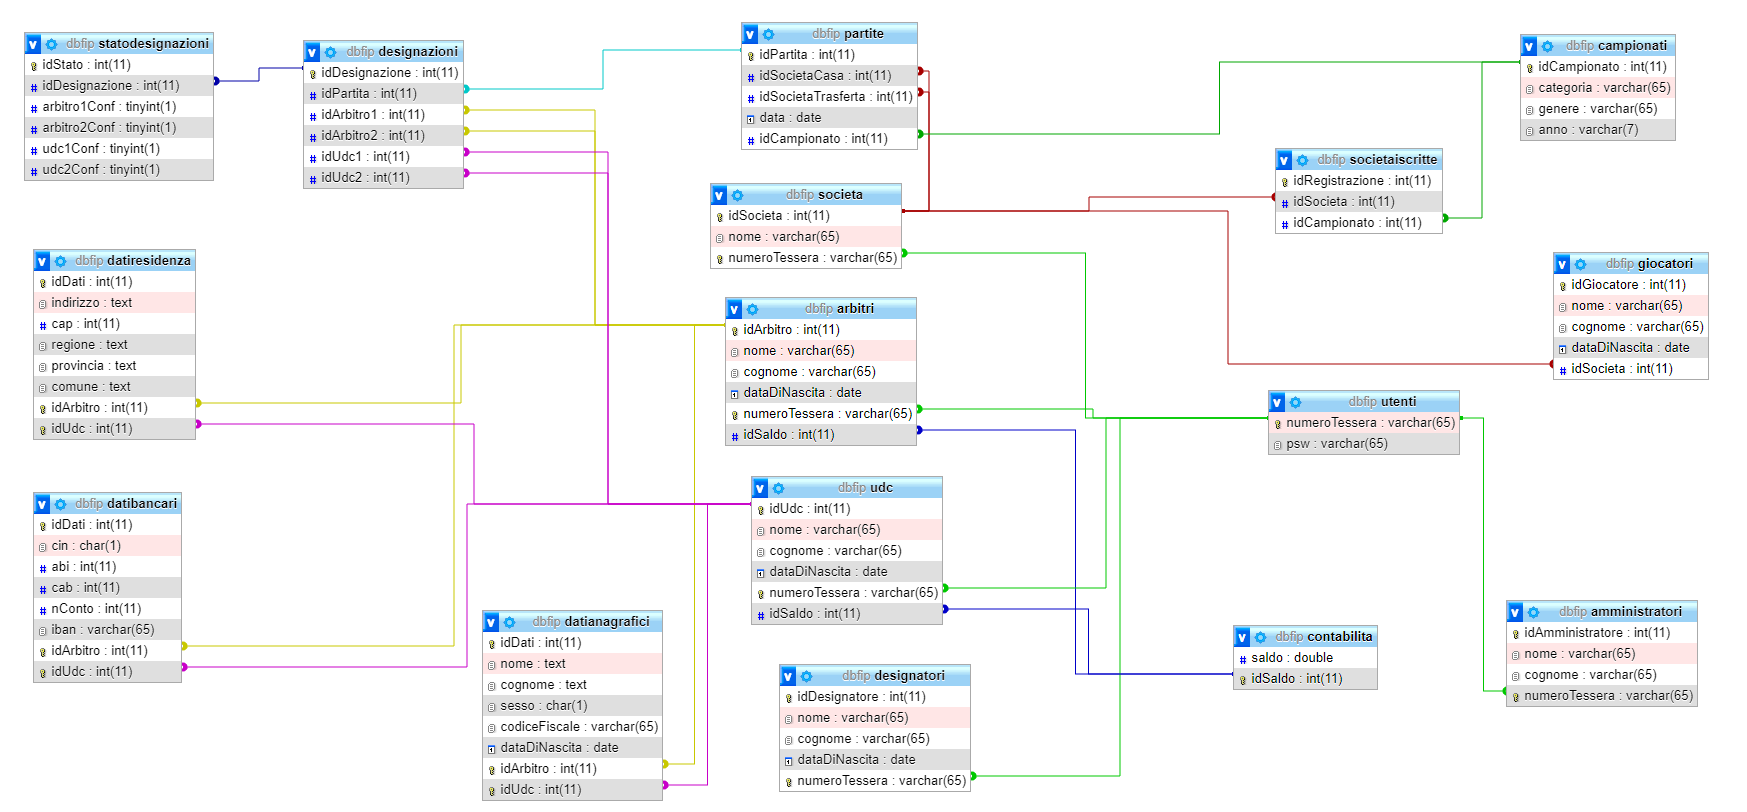 dbfip statodesignazioni
idStato : int(11)
idDesignazione : int(11)
arbitro1Conf : tinyint(1)
arbitro2Conf : tinyint(1)
udc1Conf : tinyint(1)
udc2Conf : tinyint(1)
dbfip designazioni
idDesignazione : int(11)
idPartita : int(11)
idArbitro1 : int(11)
idArbitro2 : int(11)
idUdc1 : int(11)
idUdc2 : int(11)
dbfip partite
idPartita : int(11)
idSocietaCasa : int(11)
idSocietaTrasferta : int(11)
data : date
idCampionato : int(11)
dbfip campionati
idCampionato : int(11)
categoria : varchar(65)
genere : varchar(65)
anno : varchar(7)
dbfip societaiscritte
idRegistrazione : int(11)
idSocieta : int(11)
idCampionato : int(11)
dbfip societa
idSocieta : int(11)
nome : varchar(65)
numeroTessera : varchar(65)
dbfip datiresidenza
idDati : int(11)
indirizzo : text
cap : int(11)
regione : text
provincia : text
comune : text
idArbitro : int(11)
idUdc : int(11)
dbfip giocatori
idGiocatore : int(11)
nome : varchar(65)
cognome : varchar(65)
dataDiNascita : date
idSocieta : int(11)
dbfip arbitri
idArbitro : int(11)
nome : varchar(65)
cognome : varchar(65)
dataDiNascita : date
numeroTessera : varchar(65)
idSaldo : int(11)
dbfip utenti
numeroTessera : varchar(65)
psw : varchar(65)
dbfip datibancari
idDati : int(11)
cin : char(1)
abi : int(11)
cab : int(11)
nConto : int(11)
iban : varchar(65)
idArbitro : int(11)
idUdc : int(11)
dbfip udc
idUdc : int(11)
nome : varchar(65)
cognome : varchar(65)
dataDiNascita : date
numeroTessera : varchar(65)
idSaldo : int(11)
dbfip datianagrafici
idDati : int(11)
nome : text
cognome : text
sesso : char(1)
codiceFiscale : varchar(65)
dataDiNascita : date
idArbitro : int(11)
idUdc : int(11)
dbfip designatori
idDesignatore : int(11)
nome : varchar(65)
cognome : varchar(65)
dataDiNascita : date
numeroTessera : varchar(65)
dbfip contabilita
saldo : double
idSaldo : int(11)
dbfip amministratori
idAmministratore : int(11)
nome : varchar(65)
cognome : varchar(65)
numeroTessera : varchar(65)